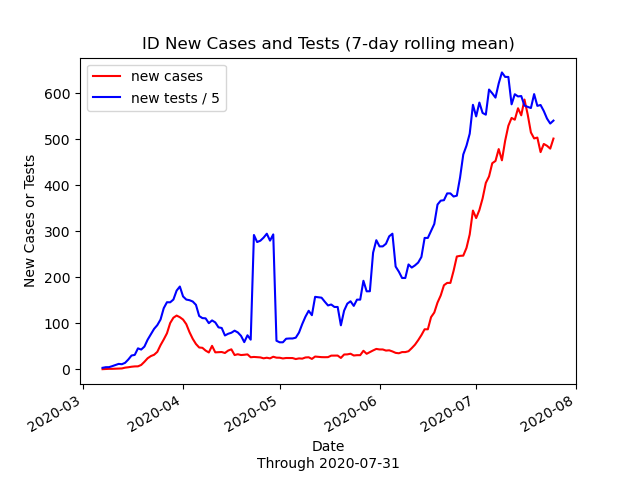 ID New Cases and Tests (7-day rolling mean)
new cases
new tests / 5
New Cases or Tests
600
500
400
300
200
100
0
2020-03
2020-04
2020-05
2020-06
2020-07
2020-08
Date
Through 2020-07-31